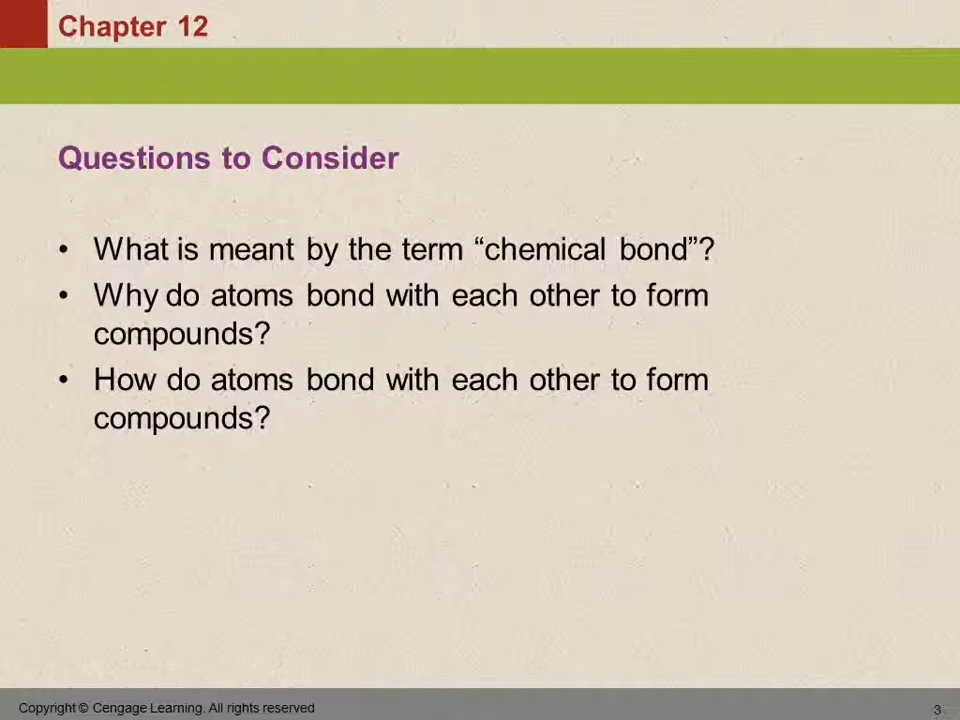 Chapter 12
Questions to Consider
• What is meant by the term “chemical bond”?
• Why do atoms bond with each other to form
compounds?
• How do atoms bond with each other to form
compounds?
Copyright © Cengage Learning. All rights reserved
3